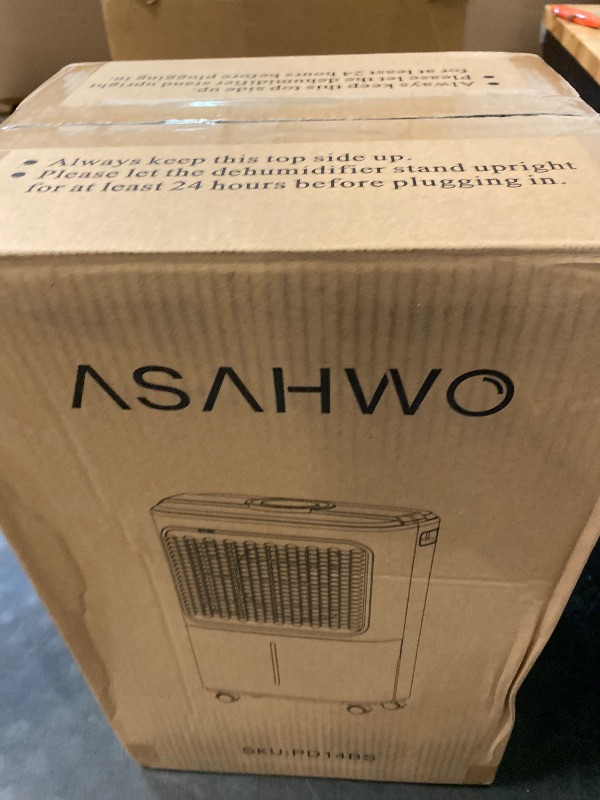 for at least 24 hours before plugging in.
• Please let the dehumidifier stand upright
• Always keep this top side up.
• Always keep this top side up.
• Please let the dehumidifier stand upright
for at least 24 hours before plugging in.
ASAHWO
SKU:PD14BS